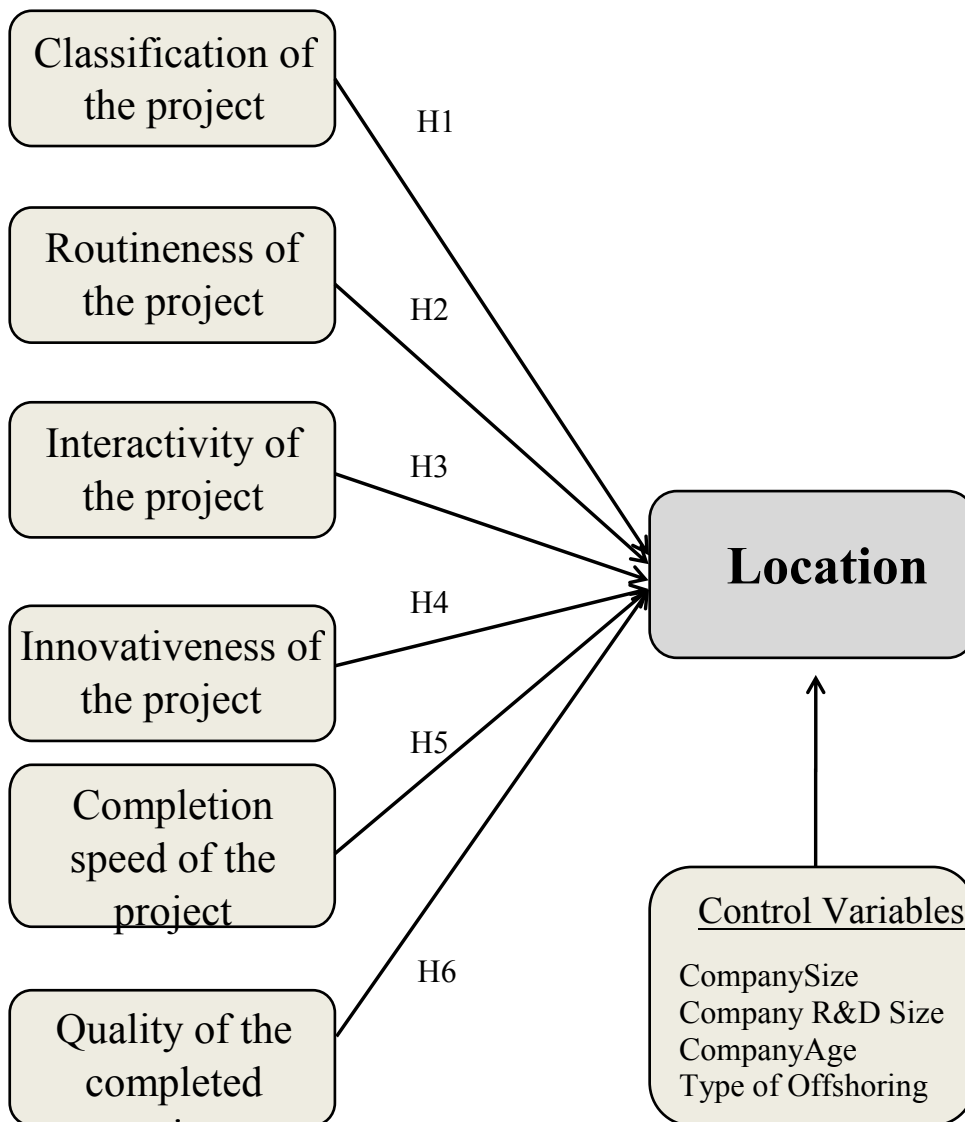 Classification of
the project
H1
Routineness of
the project
H2
Interactivity of
the project
H3
Location
H4
Innovativeness of
the project
H5
Completion
speed of the
project
Control Variables
H6
CompanySize
Company R&D Size
CompanyAge
Type of Offshoring
Quality of the
completed